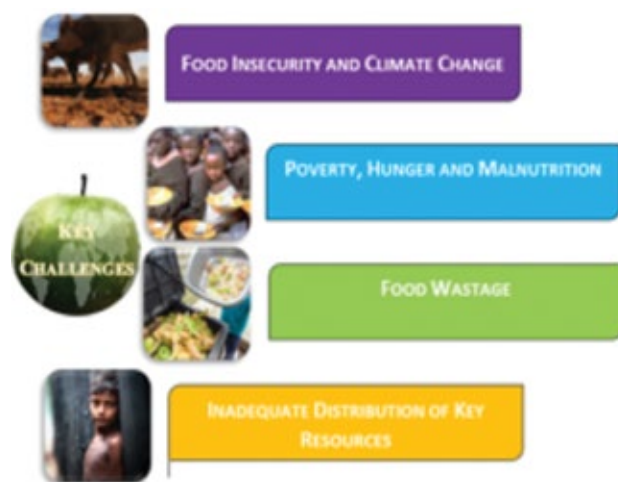 FOOD INSECURITY AND CLIMATE CHANGE
POVERTY, HUNGER AND MALNUTRITION
KEY
CHALLENGES
FOOD WASTAGE
INADEQUATE DISTRIBUTION OF KEY
RESOURCES